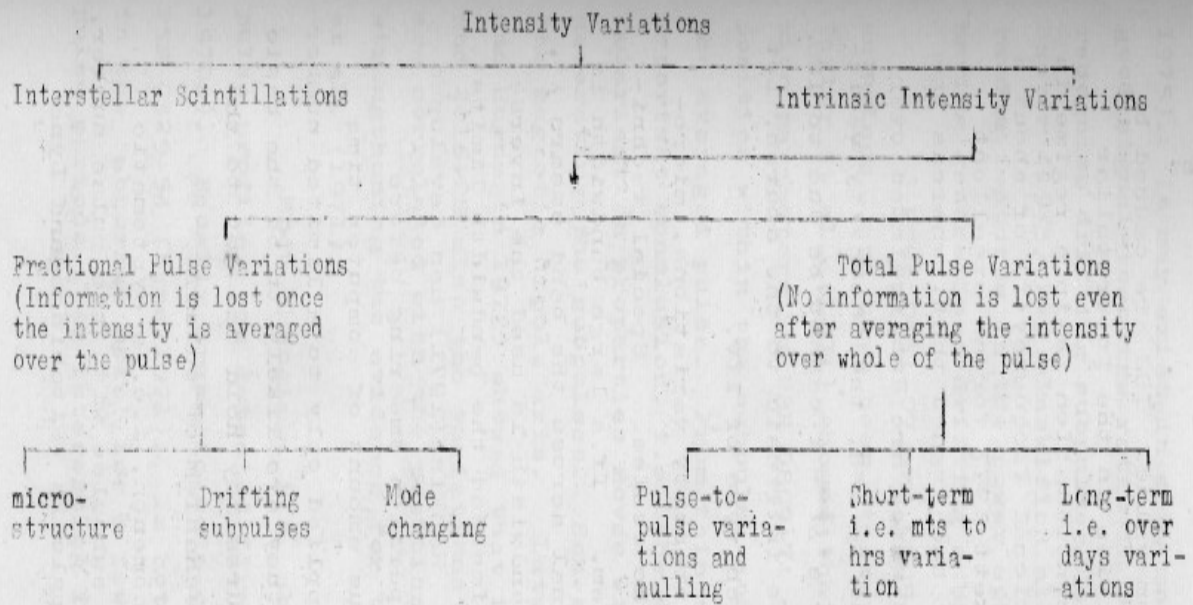 Intensity Variations
Interstellar Scintillations
Intrinsic Intensity Variations
Fractional Pulse Variations
(Information is lost once
the intensity is averaged
over the pulse)
Total Pulse Variations
(No information is lost even
after averaging the intensity
over whole of the pulse)
micro-
structure
Drifting
subpulses
Mode
changing
Pulse-to-
pulse varia-
tions and
nulling
Short-term
i.e. mts to
hrs varia-
tion
Long-term
i.e. over
days vari-
ations